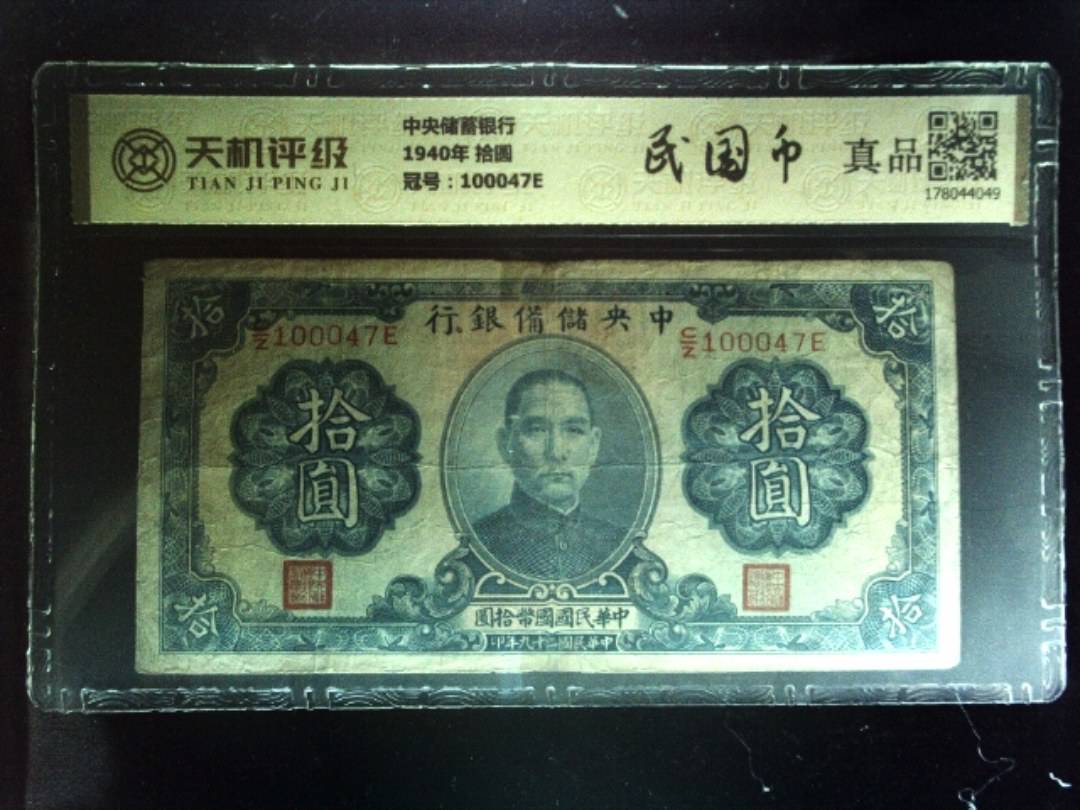 天机评级
TIAN JI PING JI
中央储蓄银行
1940年 拾圆
冠号：100047E
民国币
真品
178044049
拾
拾
行銀備儲央中
C/Z 100047E
C/Z 100047E
拾圓
拾圓
圓拾幣國國民華中
印年九十二國民華中
拾
拾